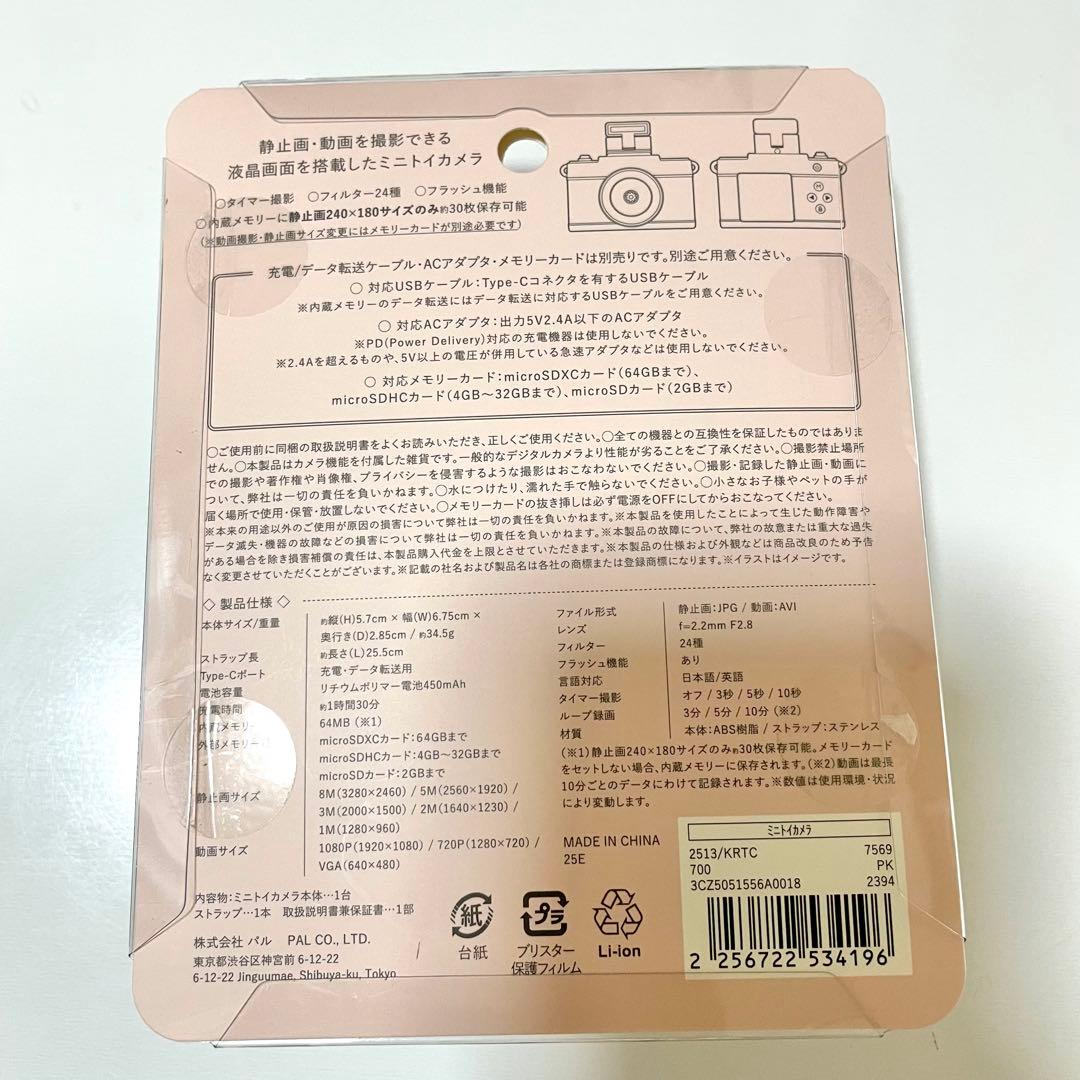 静止画・動画を撮影できる
液晶画面を搭載したミニトイカメラ
○タイマー撮影 ○フィルター24種 ○フラッシュ機能
○内蔵メモリーに静止画240×180サイズのみ約30枚保存可能
(※動画撮影・静止画サイズ変更にはメモリーカードが別途必要です)
M
充電/データ転送ケーブル・ACアダプタ・メモリーカードは別売りです。別途ご用意ください。
○ 対応USBケーブル:Type-Cコネクタを有するUSBケーブル
※内蔵メモリーのデータ転送にはデータ転送に対応するUSBケーブルをご用意ください。
○ 対応ACアダプタ:出力5V2.4A以下のACアダプタ
※PD(Power Delivery)対応の充電機器は使用しないでください。
※2.4Aを超えるものや、5V以上の電圧が併用している急速アダプタなどは使用しないでください。
○ 対応メモリーカード:microSDXCカード(64GBまで)、
microSDHCカード(4GB〜32GBまで)、microSDカード(2GBまで)
○ご使用前に同梱の取扱説明書をよくお読みいただき、正しくご使用ください。○全ての機器との互換性を保証したものではありま
せん。○本製品はカメラ機能を付属した雑貨です。一般的なデジタルカメラより性能が劣ることをご了承ください。○撮影禁止場所
での撮影や著作権や肖像権、プライバシーを侵害するような撮影はおこなわないでください。○撮影・記録した静止画・動画に
ついて、弊社は一切の責任を負いかねます。○水につけたり、濡れた手で触らないでください。○小さなお子様やペットの手が
届く場所で使用・保管・放置しないでください。○メモリーカードの抜き挿しは必ず電源をOFFにしてからおこなってください。
※本来の用途以外のご使用が原因の損害について弊社は一切の責任を負いかねます。※本製品を使用したことによって生じた動作障害や
データ滅失・機器の故障などの損害について弊社は一切の責任を負いかねます。※本製品の故障について、弊社の故意または重大な過失
がある場合を除き損害補償の責任は、本製品購入代金を上限とさせていただきます。※本製品の仕様および外観などは商品改良のため予告
なく変更させていただくことがございます。※記載の社名および製品名は各社の商標または登録商標になります。※イラストはイメージです。
◇ 製品仕様 ◇
本体サイズ/重量 約縦(H)5.7cm × 幅(W)6.75cm ×
奥行き(D)2.85cm / 約34.5g
ストラップ長 約長さ(L)25.5cm
Type-Cポート 充電・データ転送用
電池容量 リチウムポリマー電池450mAh
充電時間 約1時間30分
内蔵メモリー 64MB (※1)
外部メモリー microSDXCカード:64GBまで
microSDHCカード:4GB〜32GBまで
microSDカード:2GBまで
静止画サイズ 8M(3280×2460) / 5M(2560×1920) /
3M(2000×1500) / 2M(1640×1230) /
1M(1280×960)
動画サイズ 1080P(1920×1080) / 720P(1280×720) /
VGA(640×480)
ファイル形式 静止画:JPG / 動画:AVI
レンズ f=2.2mm F2.8
フィルター 24種
フラッシュ機能 あり
言語対応 日本語/英語
タイマー撮影 オフ / 3秒 / 5秒 / 10秒
ループ録画 3分 / 5分 / 10分 (※2)
材質 本体:ABS樹脂 / ストラップ:ステンレス
(※1)静止画240×180サイズのみ約30枚保存可能。メモリーカード
をセットしない場合、内蔵メモリーに保存されます。(※2)動画は最長
10分ごとのデータにわけて記録されます。※数値は使用環境・状況
により変動します。
MADE IN CHINA
25E
内容物:ミニトイカメラ本体…1台
ストラップ…1本 取扱説明書兼保証書…1部
株式会社 パル PAL CO., LTD.
東京都渋谷区神宮前 6-12-22
6-12-22 Jinguumae, Shibuya-ku, Tokyo
紙
台紙
プラ
ブリスター
保護フィルム
Li-ion
ミニトイカメラ
2513/KRTC 7569
700 PK
3CZ5051556A0018 2394
2 256722 534196